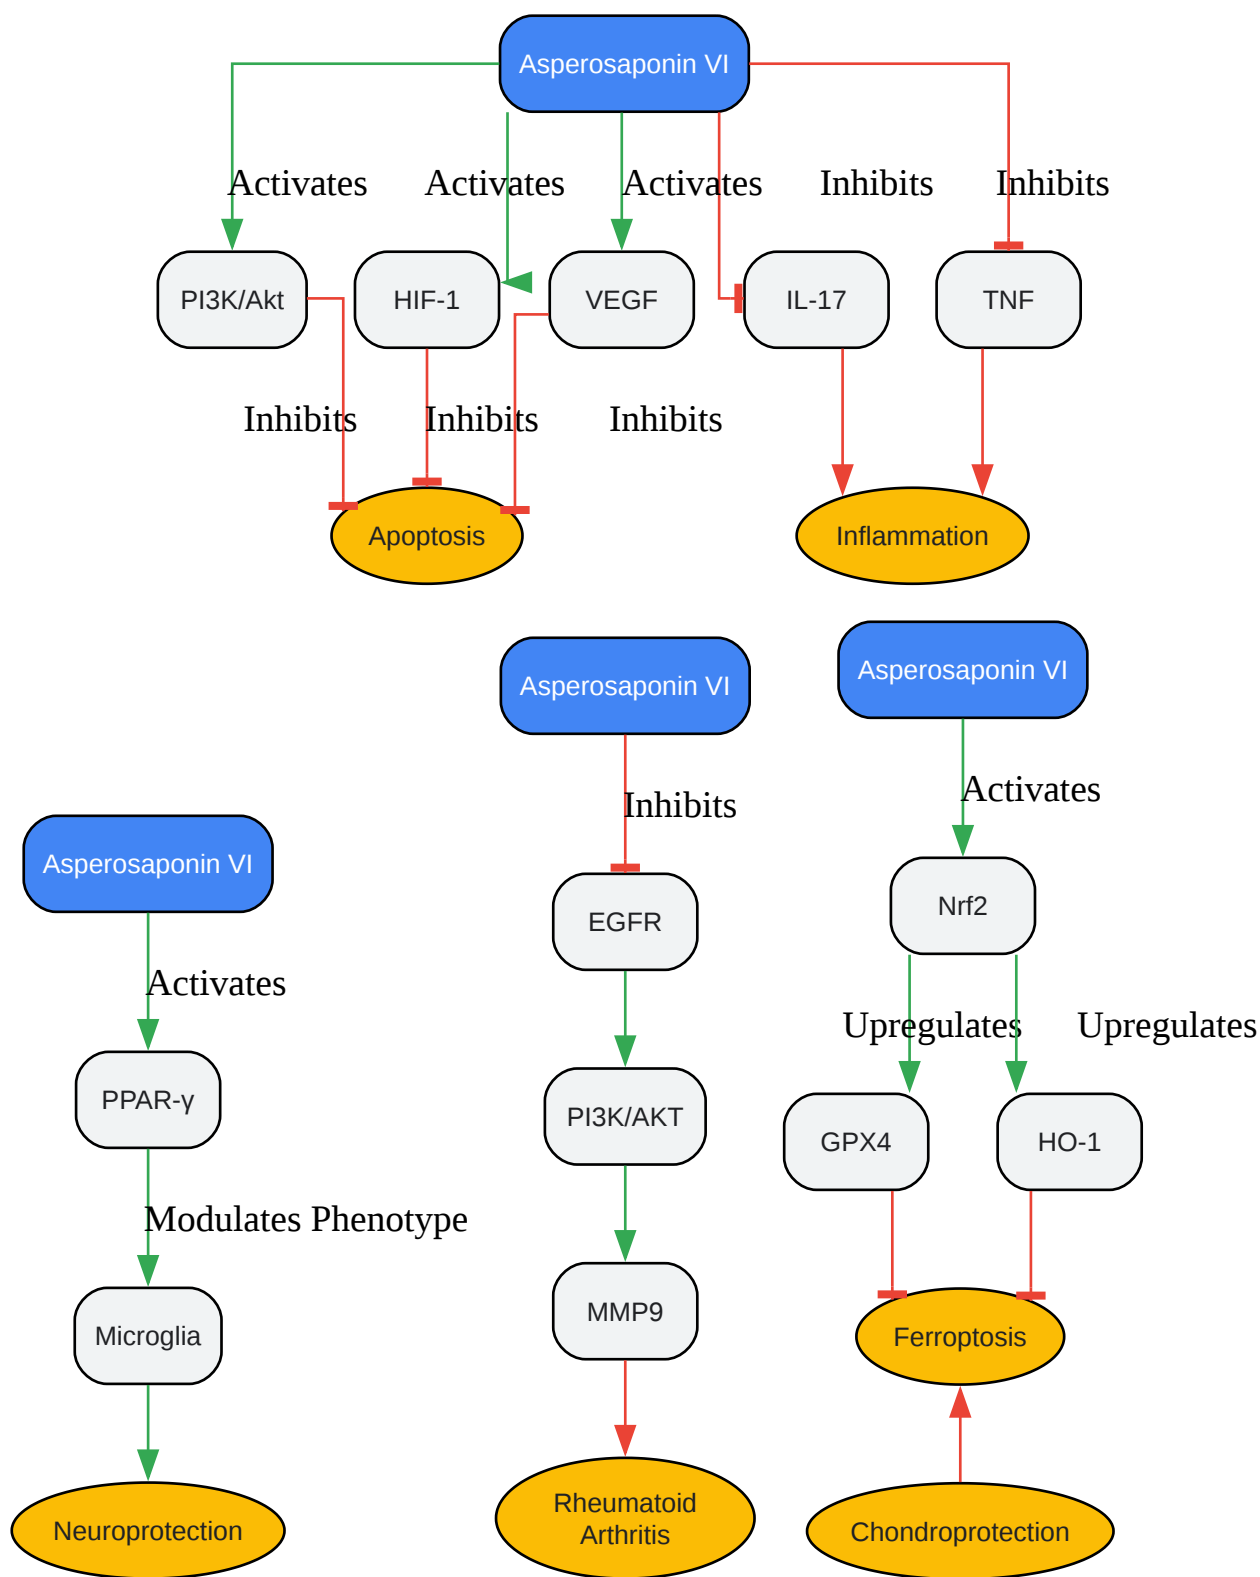 Asperosaponin VI
Activates
Activates
Activates
Inhibits
Inhibits
PI3K/Akt
HIF-1
VEGF
IL-17
TNF
Inhibits
Inhibits
Inhibits
Apoptosis
Inflammation
Asperosaponin VI
Activates
PPAR-γ
Modulates Phenotype
Microglia
Neuroprotection
Asperosaponin VI
Inhibits
EGFR
PI3K/AKT
MMP9
Rheumatoid
Arthritis
Asperosaponin VI
Activates
Nrf2
Upregulates
Upregulates
GPX4
HO-1
Ferroptosis
Chondroprotection